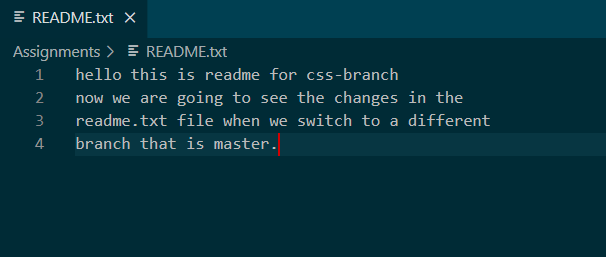 README.txt
Assignments > README.txt
1 hello this is readme for css-branch
2 now we are going to see the changes in the
3 readme.txt file when we switch to a different
4 branch that is master.